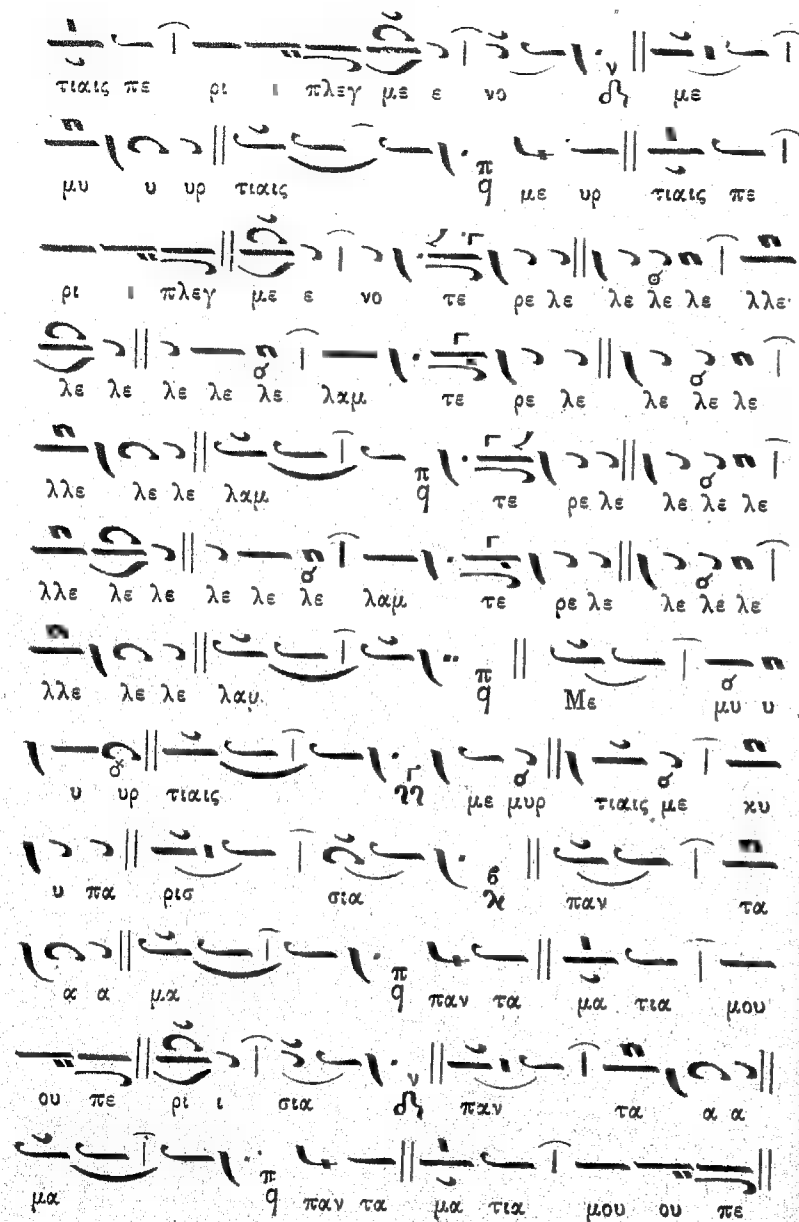 τιαις πε ρι ι πλεγ με ε νο με
μυ υ υρ τιαις με υρ τιαις πε
ρι ι πλεγ με ε νο τε ρε λε λε λε λε λλε
λε λε λε λε λε λαμ τε ρε λε λε λε λε
λλε λε λε λαμ τε ρε λε λε λε λε
λλε λε λε λε λε λε λαμ τε ρε λε λε λε λε
λλε λε λε λαν Με μυ υ
υ υρ τιαις με μυρ τιαις με κυ
υ πα ρισ σια παν τα
α α μα παν τα μα τια μου
ου πε ρι ι σια παν τα α α
μα παν τα μα τια μου ου πε